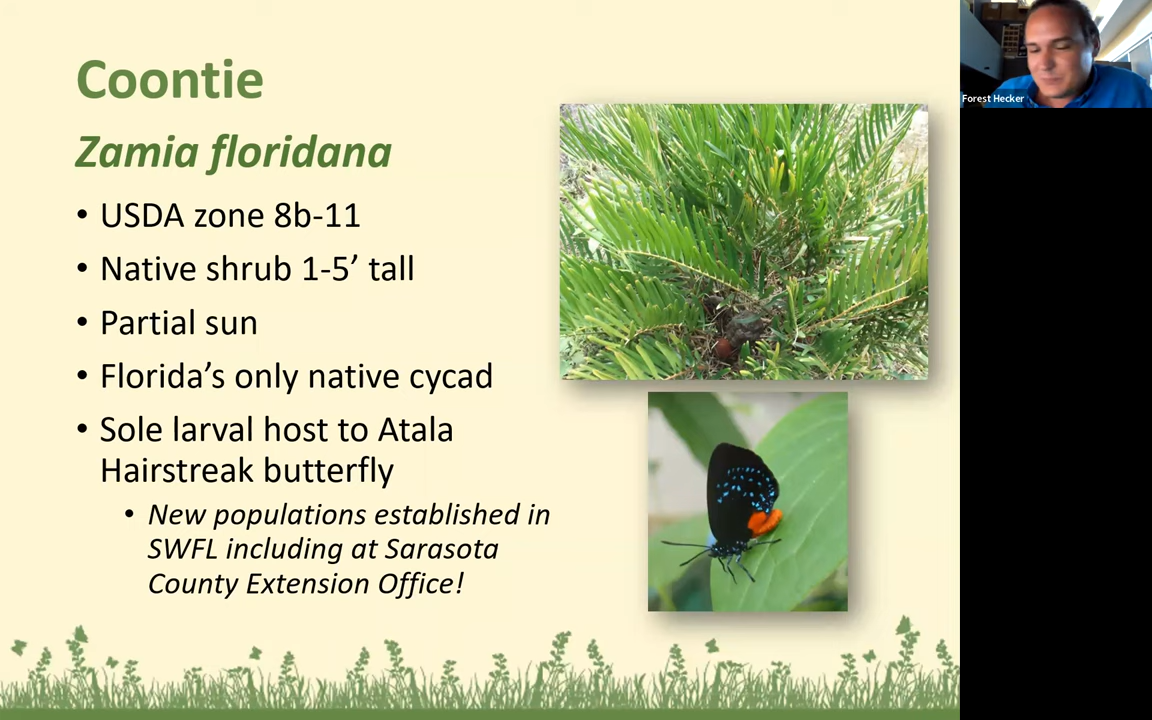 Coontie
Zamia floridana
• USDA zone 8b-11
• Native shrub 1-5’ tall
• Partial sun
• Florida’s only native cycad
• Sole larval host to Atala
Hairstreak butterfly
• New populations established in
SWFL including at Sarasota
County Extension Office!
Forest Hecker